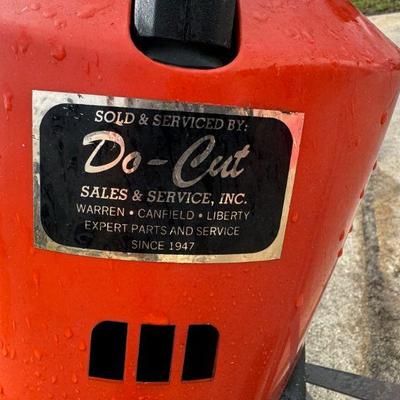 SOLD & SERVICED BY:
Do-Cut
SALES & SERVICE, INC.
WARREN • CANFIELD • LIBERTY
EXPERT PARTS AND SERVICE
SINCE 1947